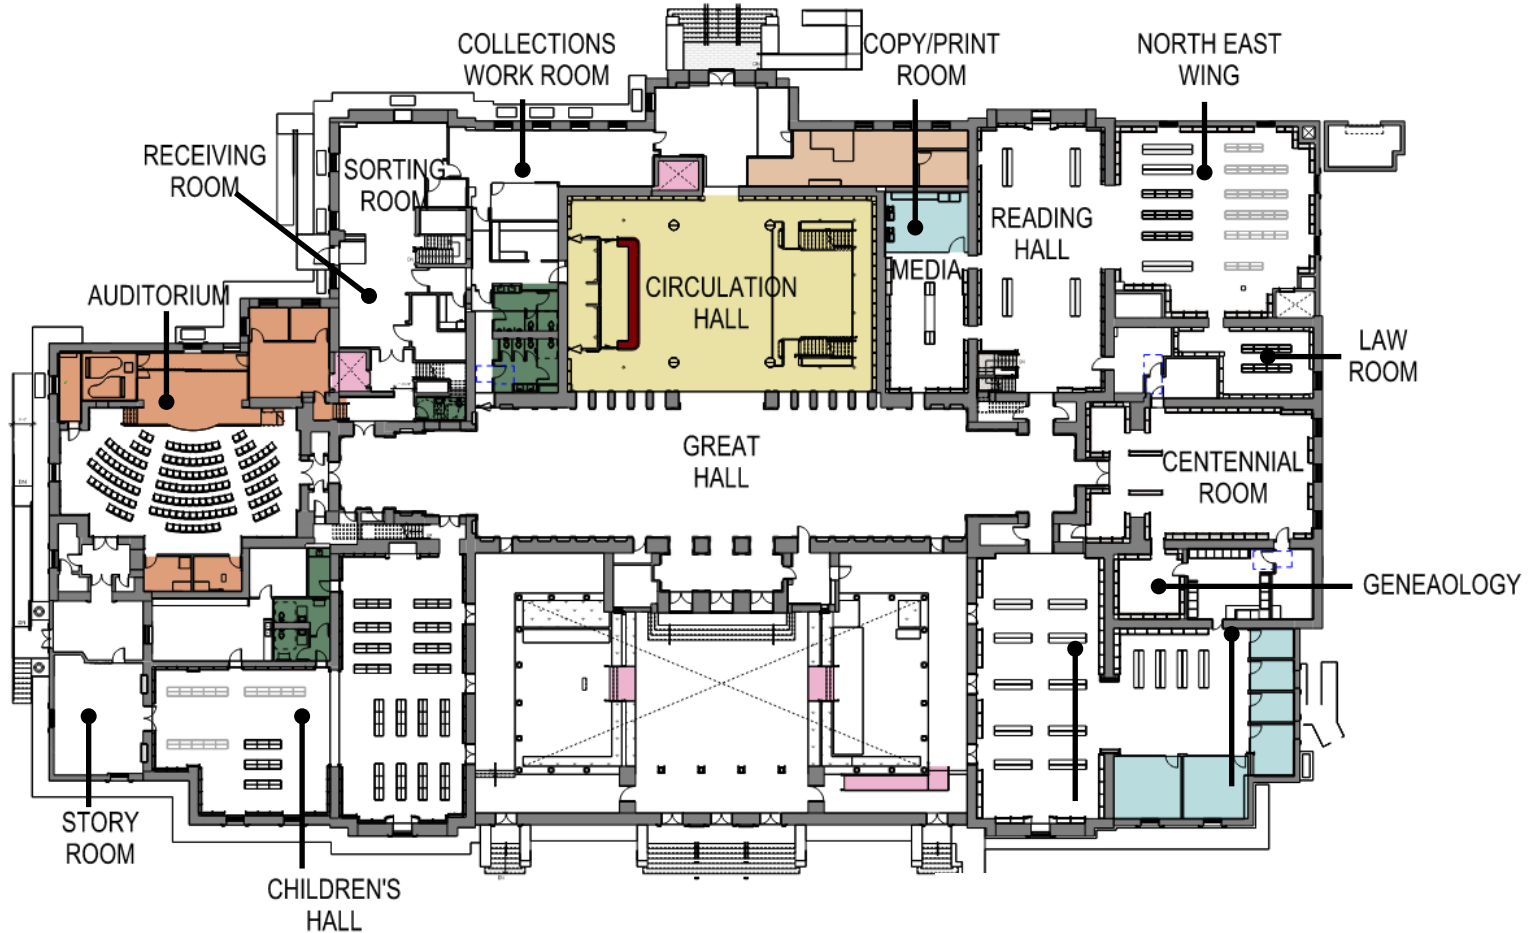 COLLECTIONS
WORK ROOM
COPY/PRINT
ROOM
NORTH EAST
WING
RECEIVING
ROOM
SORTING
ROOM
READING
HALL
MEDIA
AUDITORIUM
CIRCULATION
HALL
LAW
ROOM
GREAT
HALL
CENTENNIAL
ROOM
GENEAOLOGY
STORY
ROOM
CHILDREN'S
HALL